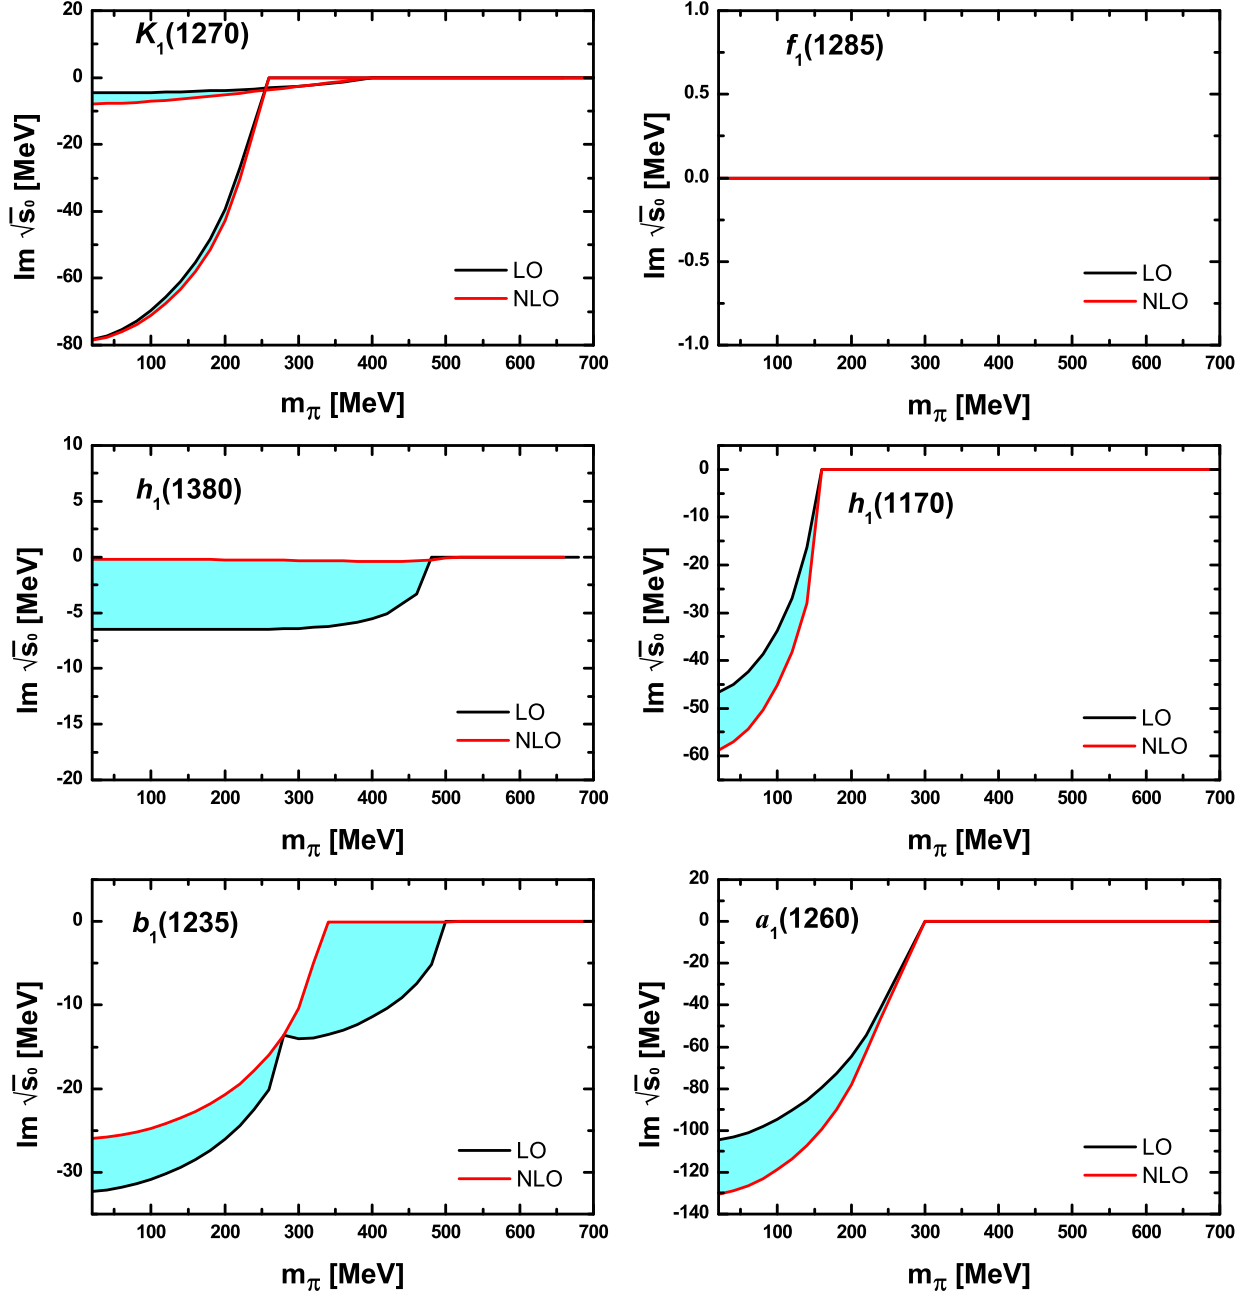 K1(1270)
20
0
-20
-40
-60
-80
Im √s0 [MeV]
LO
NLO
100 200 300 400 500 600 700
mπ [MeV]
f1(1285)
1.0
0.5
0.0
-0.5
-1.0
Im √s0 [MeV]
LO
NLO
100 200 300 400 500 600 700
mπ [MeV]
h1(1380)
10
5
0
-5
-10
-15
-20
Im √s0 [MeV]
LO
NLO
100 200 300 400 500 600 700
mπ [MeV]
h1(1170)
0
-10
-20
-30
-40
-50
-60
Im √s0 [MeV]
LO
NLO
100 200 300 400 500 600 700
mπ [MeV]
b1(1235)
0
-10
-20
-30
Im √s0 [MeV]
LO
NLO
100 200 300 400 500 600 700
mπ [MeV]
a1(1260)
20
0
-20
-40
-60
-80
-100
-120
-140
Im √s0 [MeV]
LO
NLO
100 200 300 400 500 600 700
mπ [MeV]